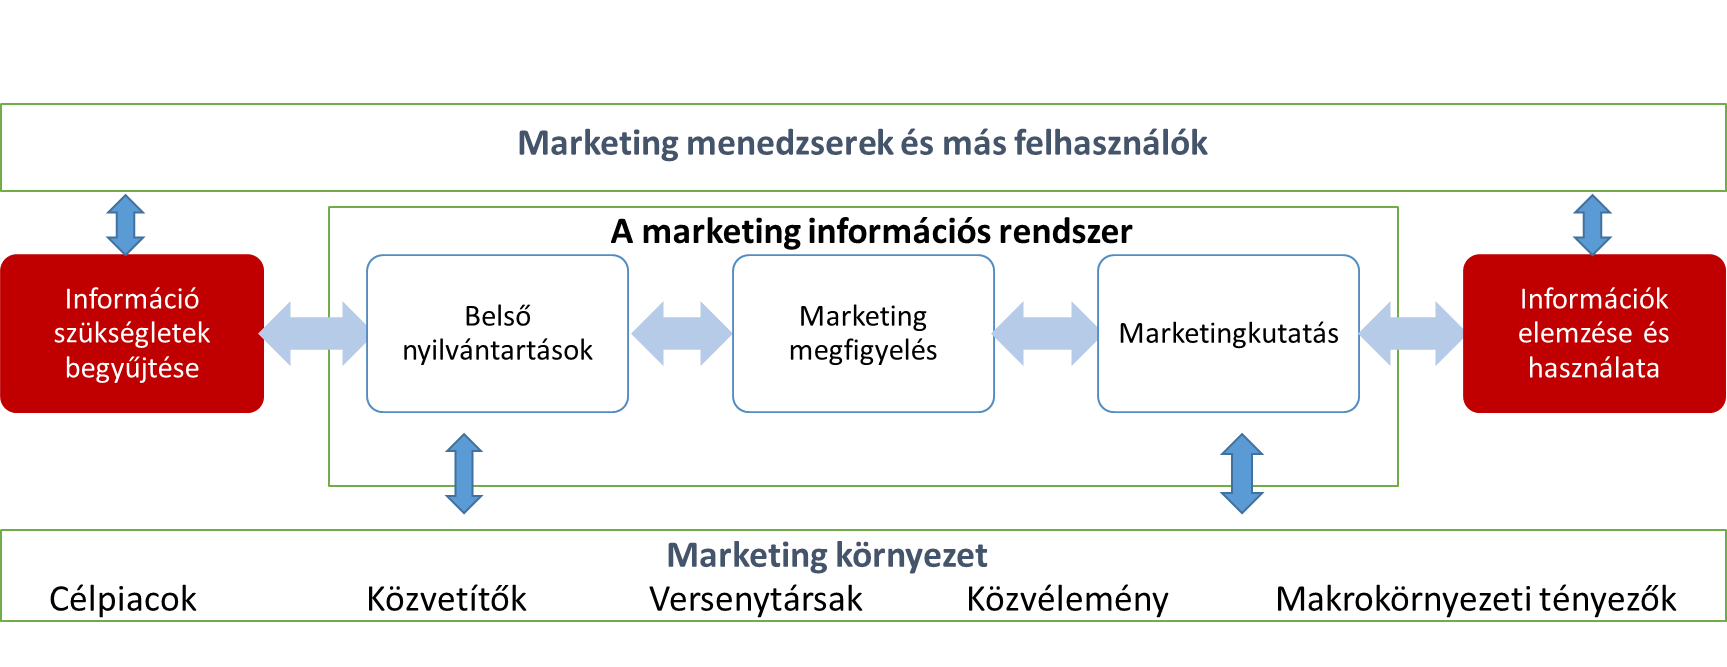 Marketing menedzserek és más felhasználók
A marketing információs rendszer
Információ
szükségletek
begyűjtése
Belső
nyilvántartások
Marketing
megfigyelés
Marketingkutatás
Információk
elemzése és
használata
Marketing környezet
Célpiacok Közvetítők Versenytársak Közvélemény Makrokörnyezeti tényezők